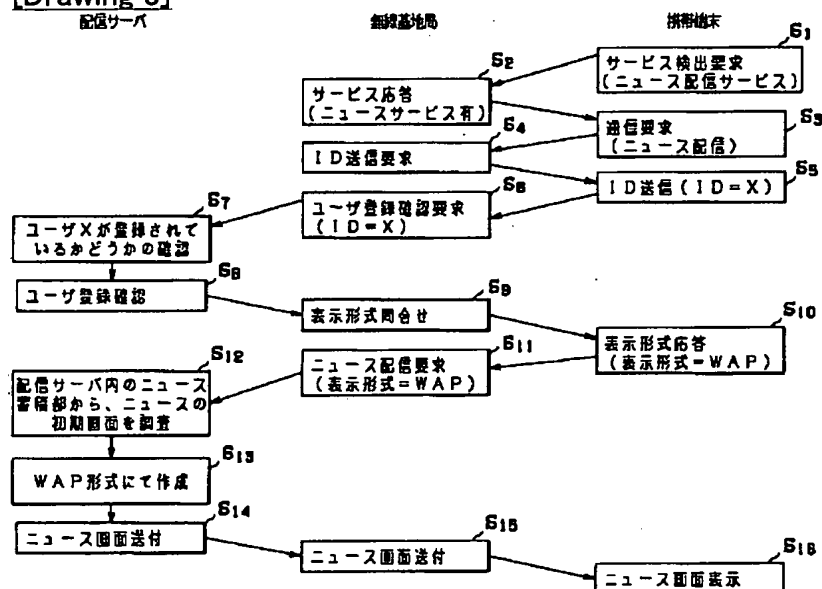 配信サーバ
無線基地局
携帯端末
S1
サービス検出要求
(ニュース配信サービス)
S2
サービス応答
(ニュースサービス有)
S3
通信要求
(ニュース配信)
S4
ID送信要求
S5
ID送信(ID=X)
S6
ユーザ登録確認要求
(ID=X)
S7
ユーザXが登録されて
いるかどうかの確認
S8
ユーザ登録確認
S9
表示形式問合せ
S10
表示形式応答
(表示形式=WAP)
S11
ニュース配信要求
(表示形式=WAP)
S12
配信サーバ内のニュース
蓄積部から、ニュースの
初期画面を調査
S13
WAP形式にて作成
S14
ニュース画面送付
S15
ニュース画面送付
S16
ニュース画面表示